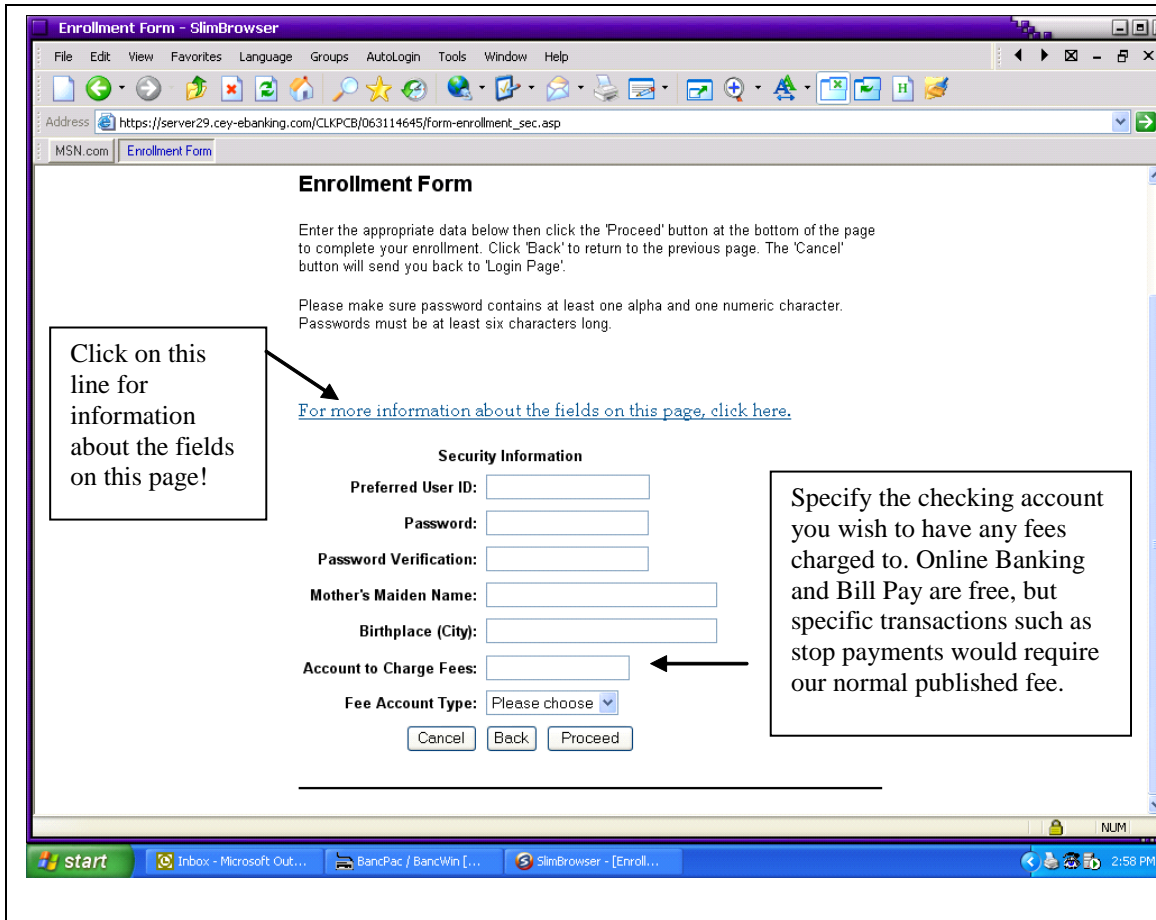 Enrollment Form - SlimBrowser
File Edit View Favorites Language Groups AutoLogin Tools Window Help
H
Address https://server29.cey-ebanking.com/CLKPCB/063114645/form-enrollment_sec.asp
MSN.com Enrollment Form
Enrollment Form
Enter the appropriate data below then click the 'Proceed' button at the bottom of the page
to complete your enrollment. Click 'Back' to return to the previous page. The 'Cancel'
button will send you back to 'Login Page'.
Please make sure password contains at least one alpha and one numeric character.
Passwords must be at least six characters long.
Click on this
line for
information
about the fields
on this page!
For more information about the fields on this page, click here.
Security Information
Preferred User ID:
Password:
Password Verification:
Mother's Maiden Name:
Birthplace (City):
Account to Charge Fees:
Fee Account Type: Please choose
Cancel Back Proceed
Specify the checking account
you wish to have any fees
charged to. Online Banking
and Bill Pay are free, but
specific transactions such as
stop payments would require
our normal published fee.
NUM
start Inbox - Microsoft Out... BancPac / BancWin [... SlimBrowser - [Enroll... 2:58 PM